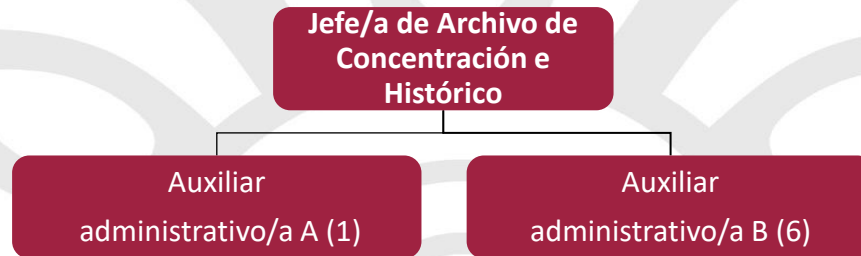 Jefe/a de Archivo de
Concentración e
Histórico
Auxiliar
administrativo/a A (1)
Auxiliar
administrativo/a B (6)